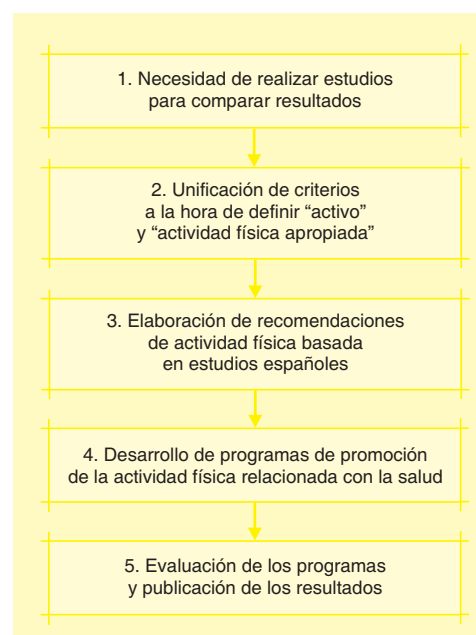 1. Necesidad de realizar estudios
para comparar resultados
2. Unificación de criterios
a la hora de definir “activo”
y “actividad física apropiada”
3. Elaboración de recomendaciones
de actividad física basada
en estudios españoles
4. Desarrollo de programas de promoción
de la actividad física relacionada con la salud
5. Evaluación de los programas
y publicación de los resultados